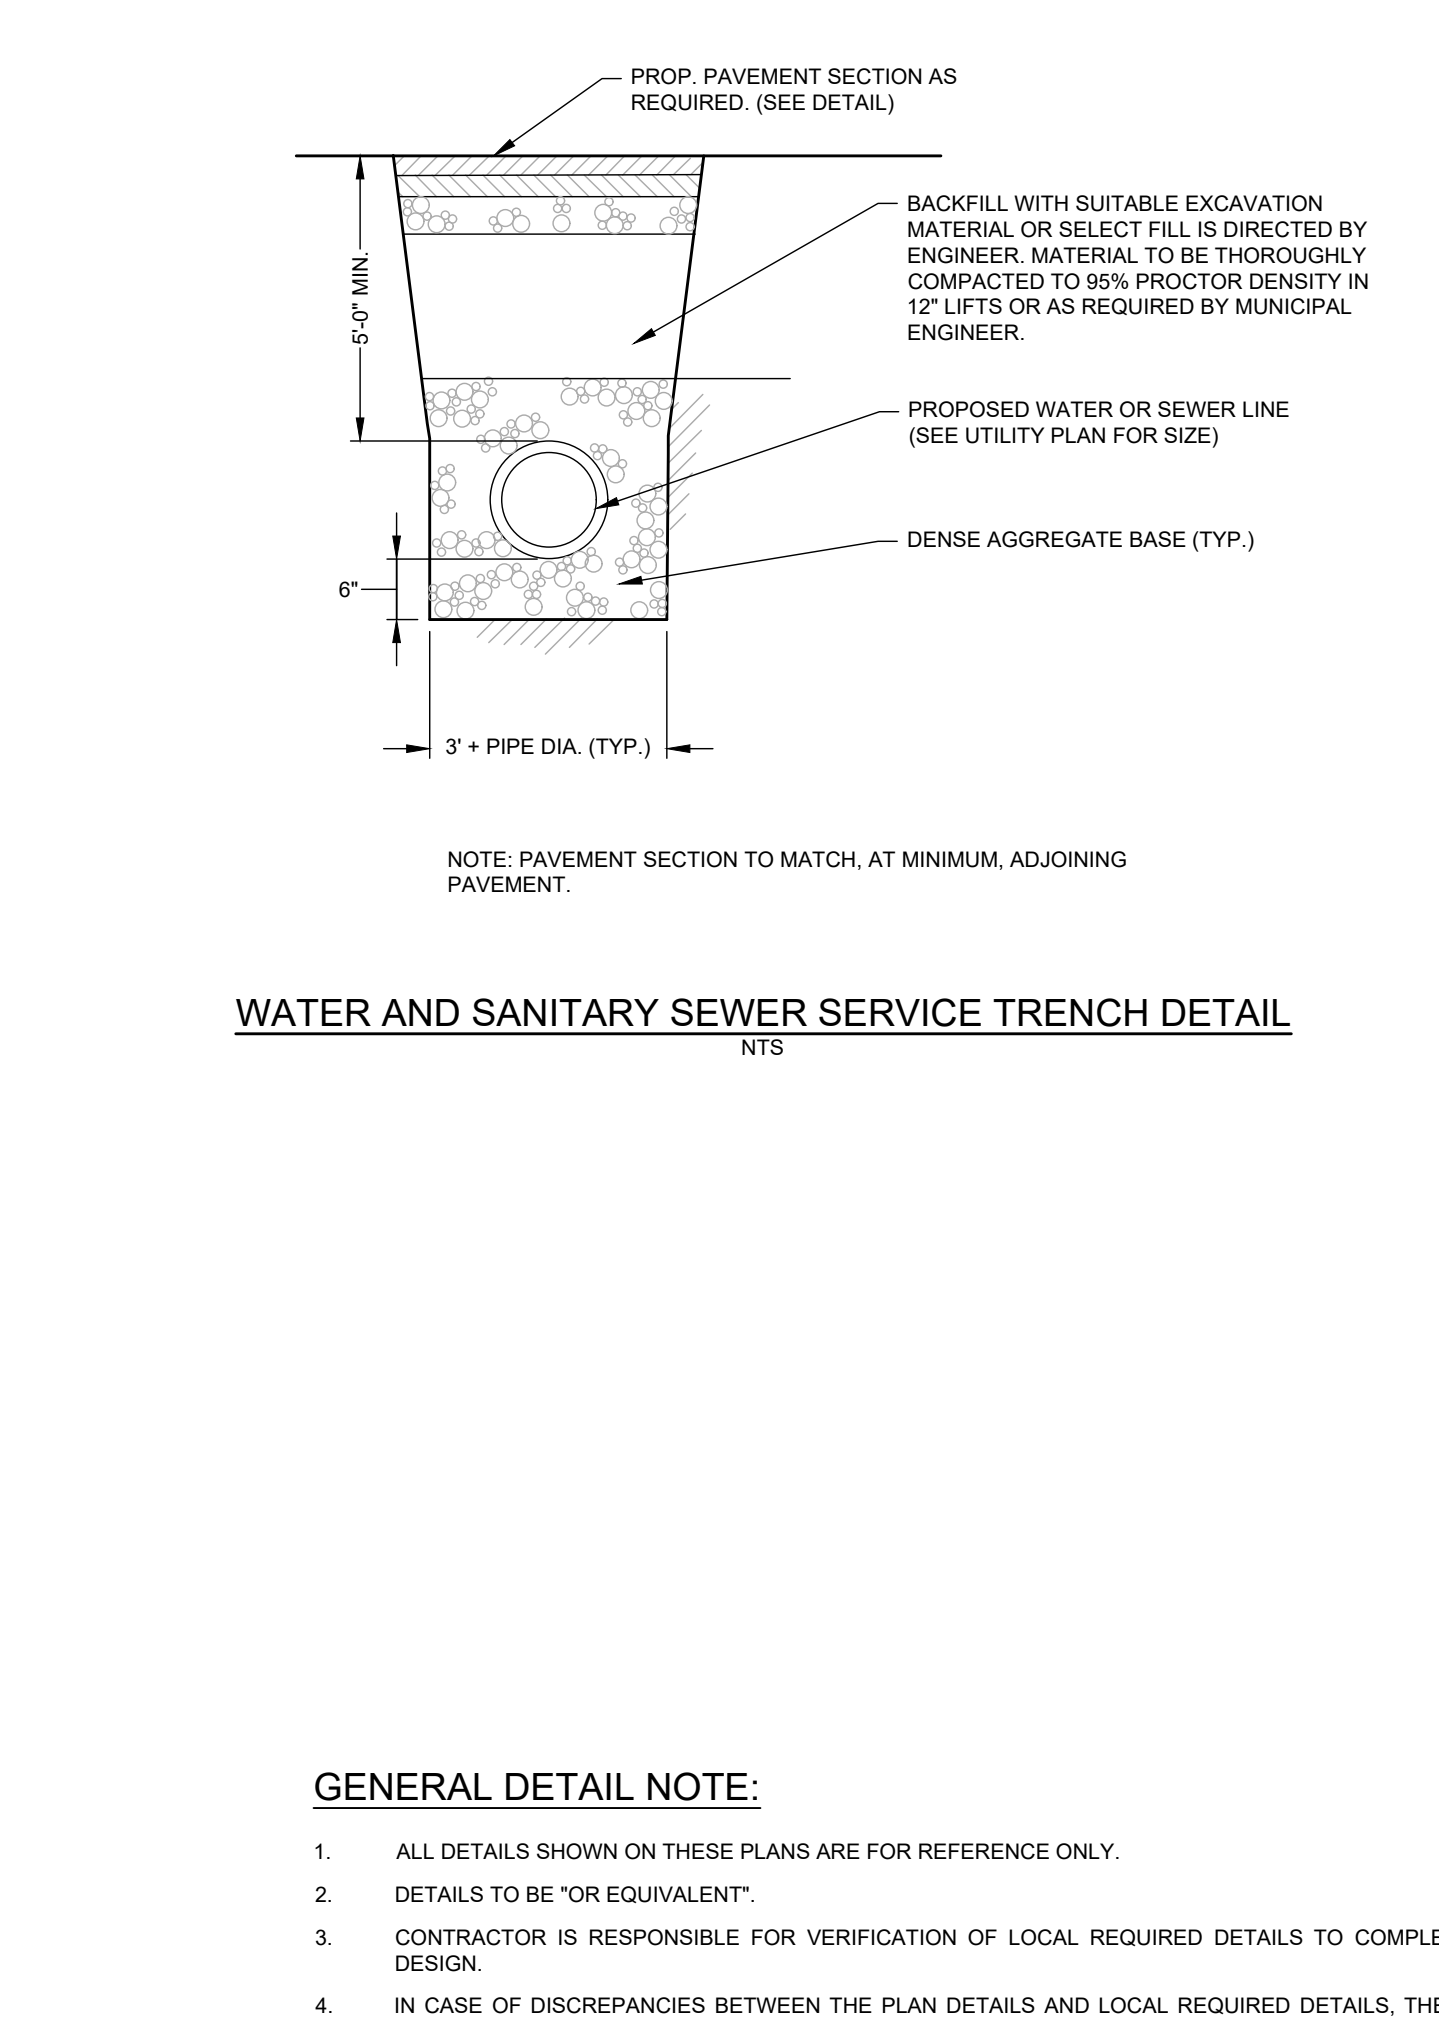 PROP. PAVEMENT SECTION AS
REQUIRED. (SEE DETAIL)
BACKFILL WITH SUITABLE EXCAVATION
MATERIAL OR SELECT FILL IS DIRECTED BY
ENGINEER. MATERIAL TO BE THOROUGHLY
COMPACTED TO 95% PROCTOR DENSITY IN
12" LIFTS OR AS REQUIRED BY MUNICIPAL
ENGINEER.
5'-0" MIN.
PROPOSED WATER OR SEWER LINE
(SEE UTILITY PLAN FOR SIZE)
DENSE AGGREGATE BASE (TYP.)
6"
3' + PIPE DIA. (TYP.)
NOTE: PAVEMENT SECTION TO MATCH, AT MINIMUM, ADJOINING
PAVEMENT.
WATER AND SANITARY SEWER SERVICE TRENCH DETAIL
NTS
GENERAL DETAIL NOTE:
1. ALL DETAILS SHOWN ON THESE PLANS ARE FOR REFERENCE ONLY.
2. DETAILS TO BE "OR EQUIVALENT".
3. CONTRACTOR IS RESPONSIBLE FOR VERIFICATION OF LOCAL REQUIRED DETAILS TO
DESIGN.
4. IN CASE OF DISCREPANCIES BETWEEN THE PLAN DETAILS AND LOCAL REQUIRED DETAILS,